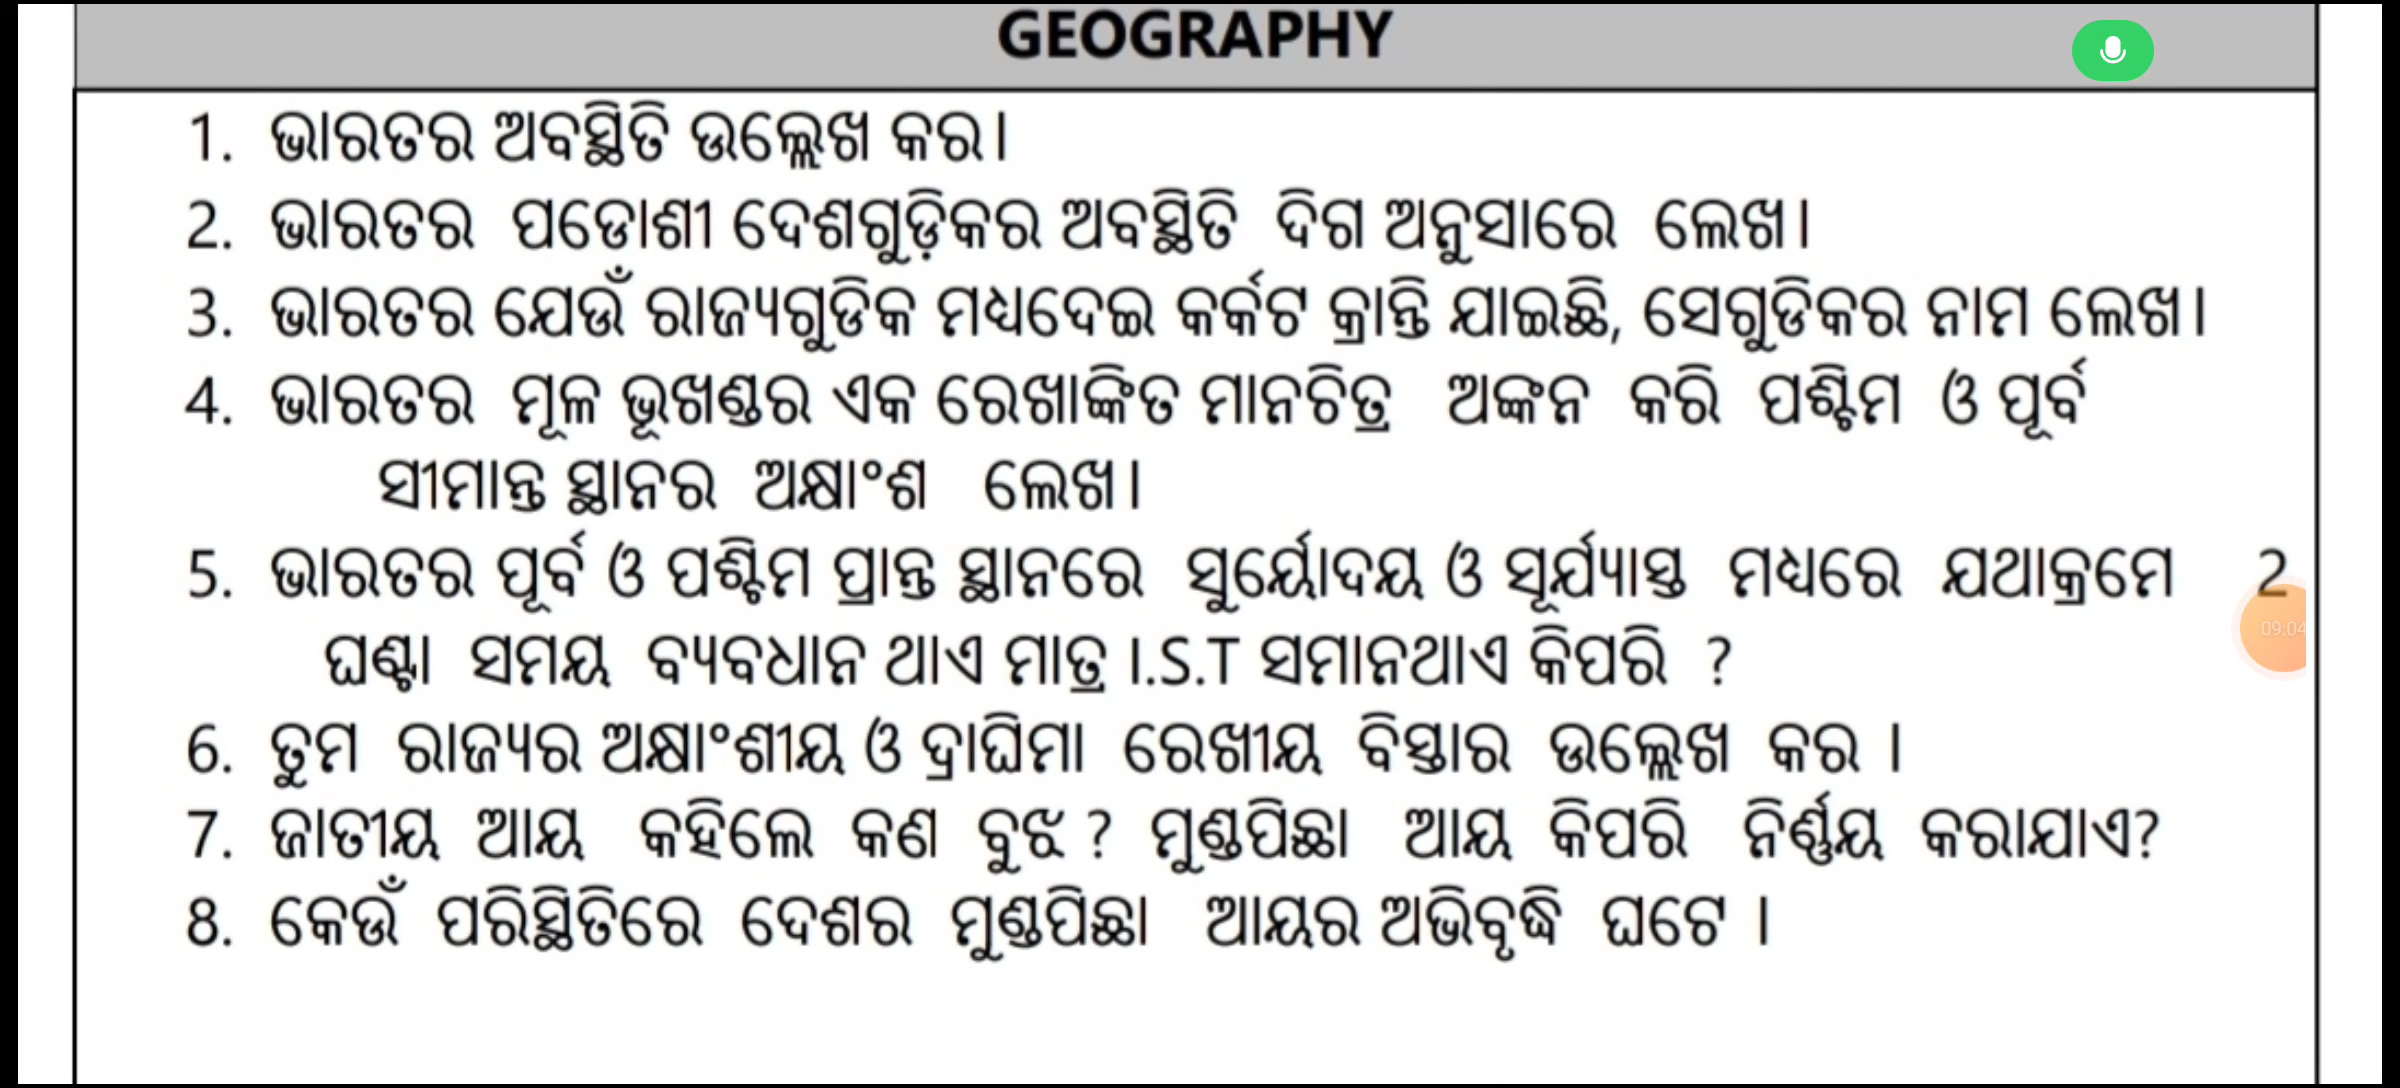 GEOGRAPHY
1. ଭାରତର ଅବସ୍ଥିତି ଉଲ୍ଲେଖ କର।
2. ଭାରତର ପଡୋଶୀ ଦେଶଗୁଡ଼ିକର ଅବସ୍ଥିତି ଦିଗ ଅନୁସାରେ ଲେଖ।
3. ଭାରତର ଯେଉଁ ରାଜ୍ୟଗୁଡିକ ମଧ୍ୟଦେଇ କର୍କଟ କ୍ରାନ୍ତି ଯାଇଛି, ସେଗୁଡିକର ନାମ ଲେଖ।
4. ଭାରତର ମୂଳ ଭୂଖଣ୍ଡର ଏକ ରେଖାଙ୍କିତ ମାନଚିତ୍ର ଅଙ୍କନ କରି ପଶ୍ଚିମ ଓ ପୂର୍ବ
ସୀମାନ୍ତ ସ୍ଥାନର ଅକ୍ଷାଂଶ ଲେଖ।
5. ଭାରତର ପୂର୍ବ ଓ ପଶ୍ଚିମ ପ୍ରାନ୍ତ ସ୍ଥାନରେ ସୁର୍ୟୋଦୟ ଓ ସୂର୍ଯ୍ୟାସ୍ତ ମଧ୍ୟରେ ଯଥାକ୍ରମେ 2
ଘଣ୍ଟା ସମୟ ବ୍ୟବଧାନ ଥାଏ ମାତ୍ର I.S.T ସମାନଥାଏ କିପରି ?
09:04
6. ତୁମ ରାଜ୍ୟର ଅକ୍ଷାଂଶୀୟ ଓ ଦ୍ରାଘିମା ରେଖୀୟ ବିସ୍ତାର ଉଲ୍ଲେଖ କର ।
7. ଜାତୀୟ ଆୟ କହିଲେ କଣ ବୁଝ ? ମୁଣ୍ଡପିଛା ଆୟ କିପରି ନିର୍ଣ୍ଣୟ କରାଯାଏ?
8. କେଉଁ ପରିସ୍ଥିତିରେ ଦେଶର ମୁଣ୍ଡପିଛା ଆୟର ଅଭିବୃଦ୍ଧି ଘଟେ ।